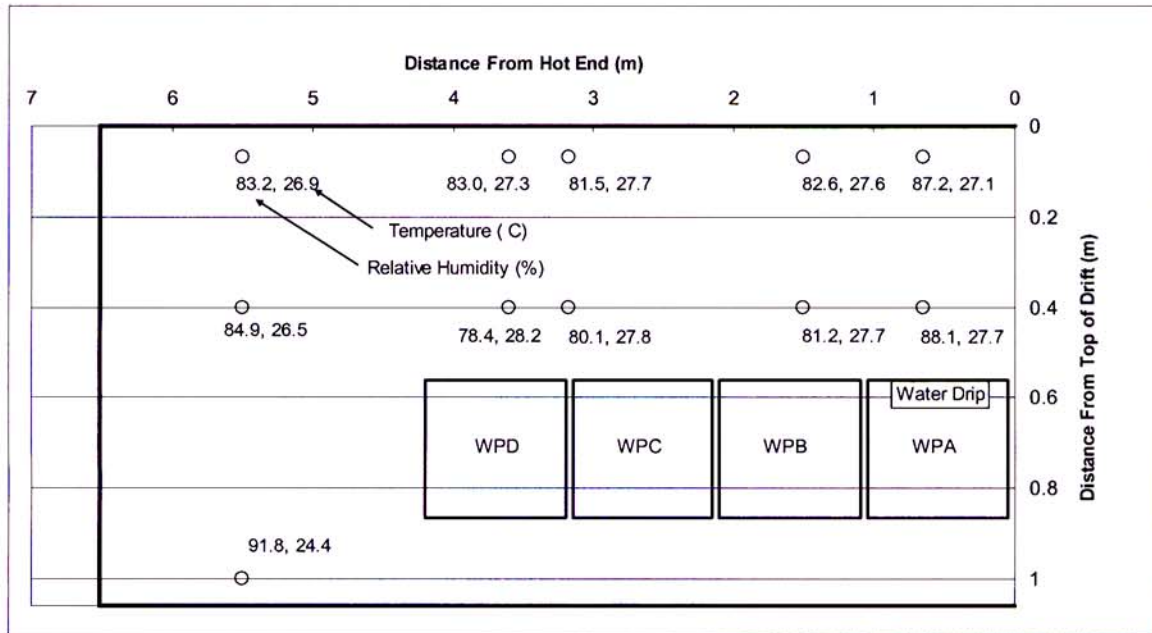 Distance From Hot End (m)
7 6 5 4 3 2 1 0
0
83.2, 26.9 83.0, 27.3 81.5, 27.7 82.6, 27.6 87.2, 27.1
0.2
Temperature ( C)
Relative Humidity (%)
0.4
84.9, 26.5 78.4, 28.2 80.1, 27.8 81.2, 27.7 88.1, 27.7
Distance From Top of Drift (m)
Water Drip 0.6
WPD WPC WPB WPA
0.8
91.8, 24.4
1